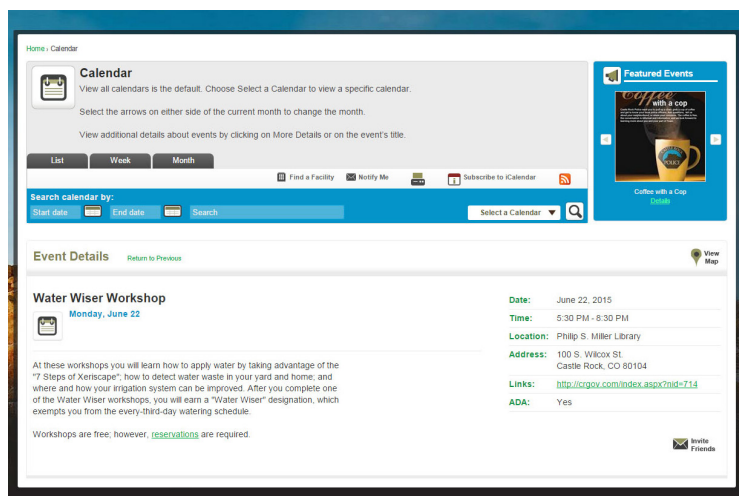 Home › Calendar
Calendar
View all calendars is the default. Choose Select a Calendar to view a specific calendar.
Select the arrows on either side of the current month to change the month.
View additional details about events by clicking on More Details or on the event's title.
List
Week
Month
Find a Facility
Notify Me
Subscribe to iCalendar
Search calendar by:
Start date
End date
Search
Select a Calendar
Featured Events
Coffee
with a cop
POLICE
Coffee with a Cop
Details
Event Details
Return to Previous
View
Map
Water Wiser Workshop
Monday, June 22
At these workshops you will learn how to apply water by taking advantage of the
"7 Steps of Xeriscape"; how to detect water waste in your yard and home; and
where and how your irrigation system can be improved. After you complete one
of the Water Wiser workshops, you will earn a "Water Wiser" designation, which
exempts you from the every-third-day watering schedule.
Workshops are free; however, reservations are required.
Date: June 22, 2015
Time: 5:30 PM - 8:30 PM
Location: Philip S. Miller Library
Address: 100 S. Wilcox St.
Castle Rock, CO 80104
Links: http://crgov.com/index.aspx?nid=714
ADA: Yes
Invite
Friends